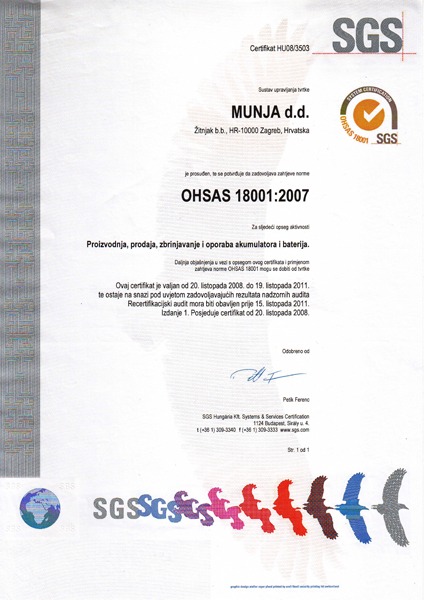 Certifikat HU08/3503
SGS
Sustav upravljanja tvrtke
MUNJA d.d.
Žitnjak b.b., HR-10000 Zagreb, Hrvatska
SYSTEM CERTIFICATION
OHSAS 18001
SGS
je prosuđen, te se potvrđuje da zadovoljava zahtjeve norme
OHSAS 18001:2007
Za sljedeći opseg aktivnosti
Proizvodnja, prodaja, zbrinjavanje i oporaba akumulatora i baterija.
Daljnja objašnjenja u vezi s opsegom ovog certifikata i primjenom
zahtjeva norme OHSAS 18001 mogu se dobiti od tvrtke
Ovaj certifikat je valjan od 20. listopada 2008. do 19. listopada 2011.
te ostaje na snazi pod uvjetom zadovoljavajućih rezultata nadzornih audita
Recertifikacijski audit mora biti obavljen prije 15. listopada 2011.
Izdanje 1. Posjeduje certifikat od 20. listopada 2008.
Odobreno od
Petik Ferenc
SGS Hungária Kft. Systems & Services Certification
1124 Budapest, Sirály u. 4.
t (+36 1) 309-3340 f (+36 1) 309-3333 www.sgs.com
Str: 1 od 1
SGSSGSSGS